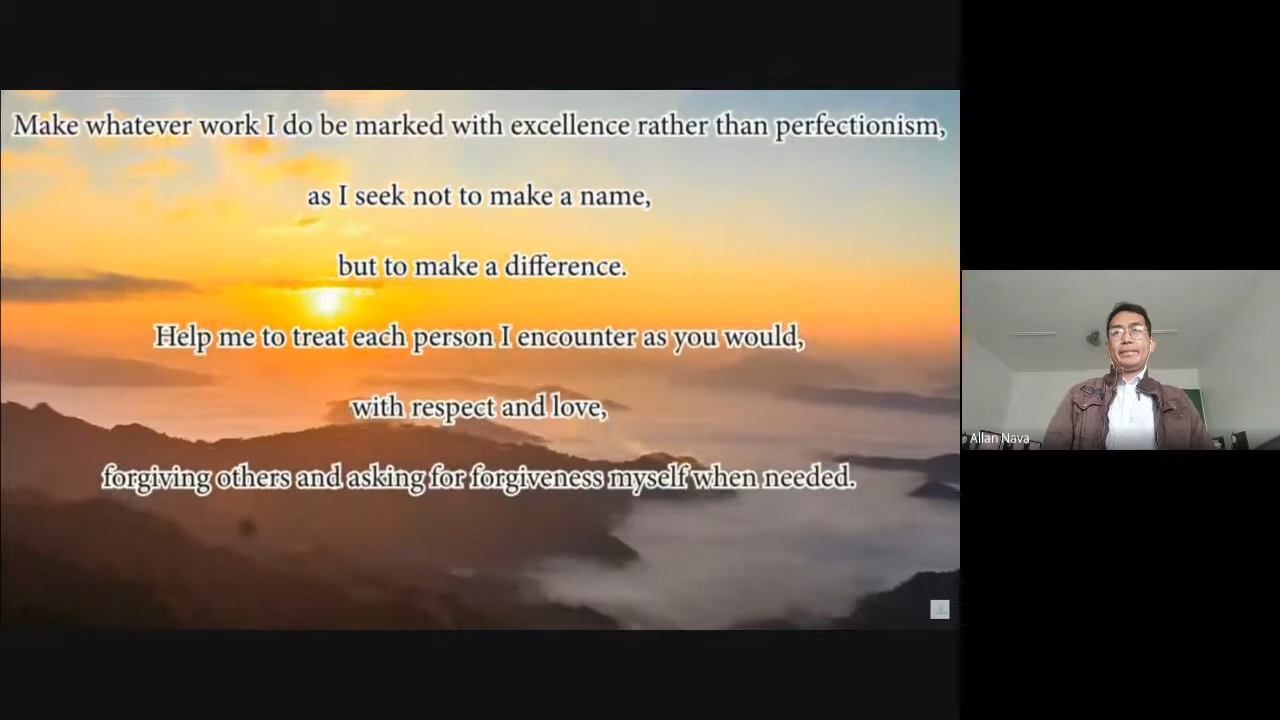 Make whatever work I do be marked with excellence rather than perfectionism,
as I seek not to make a name,
but to make a difference.
Help me to treat each person I encounter as you would,
with respect and love,
forgiving others and asking for forgiveness myself when needed.
Allan Nava